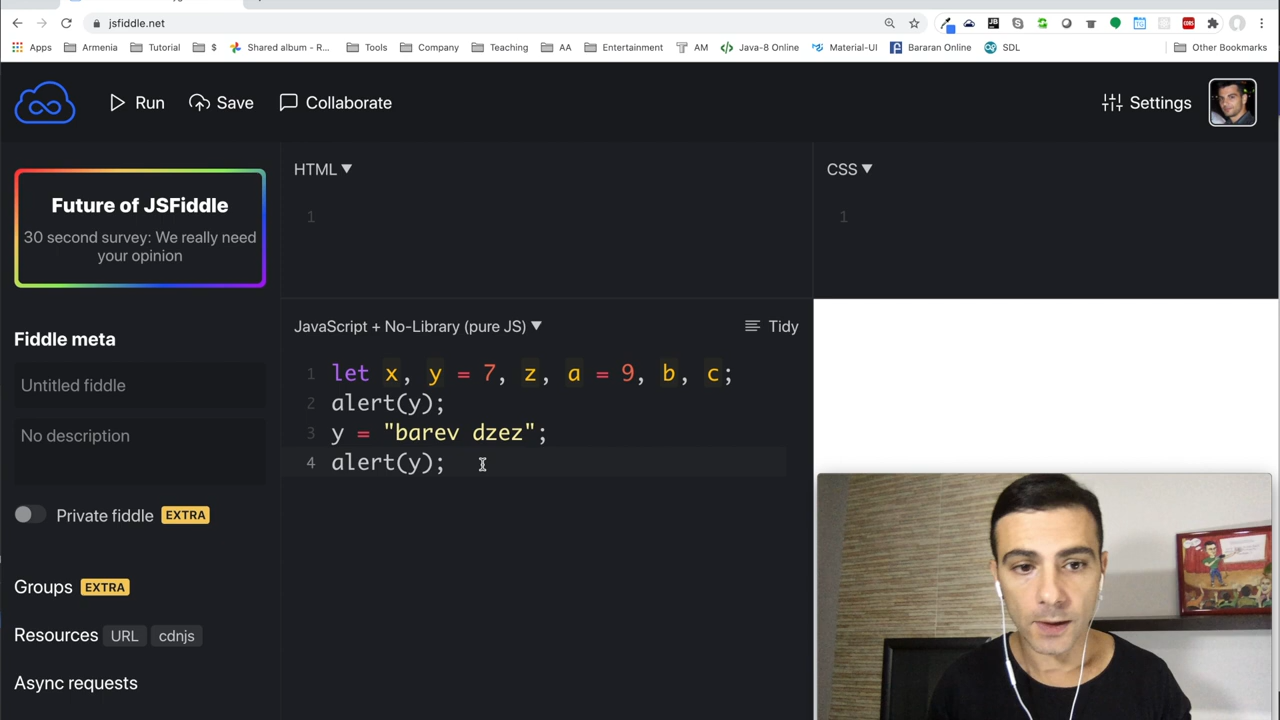 jsfiddle.net
Apps Armenia Tutorial $ Shared album - R... Tools Company Teaching AA Entertainment AM Java-8 Online Material-UI Bararan Online SDL Other Bookmarks
Run Save Collaborate Settings
Future of JSFiddle
30 second survey: We really need
your opinion
Fiddle meta
Untitled fiddle
No description
Private fiddle EXTRA
Groups EXTRA
Resources URL cdnjs
Async requests
HTML ▼
1
CSS ▼
1
JavaScript + No-Library (pure JS) ▼ Tidy
1 let x, y = 7, z, a = 9, b, c;
2 alert(y);
3 y = "barev dzez";
4 alert(y);